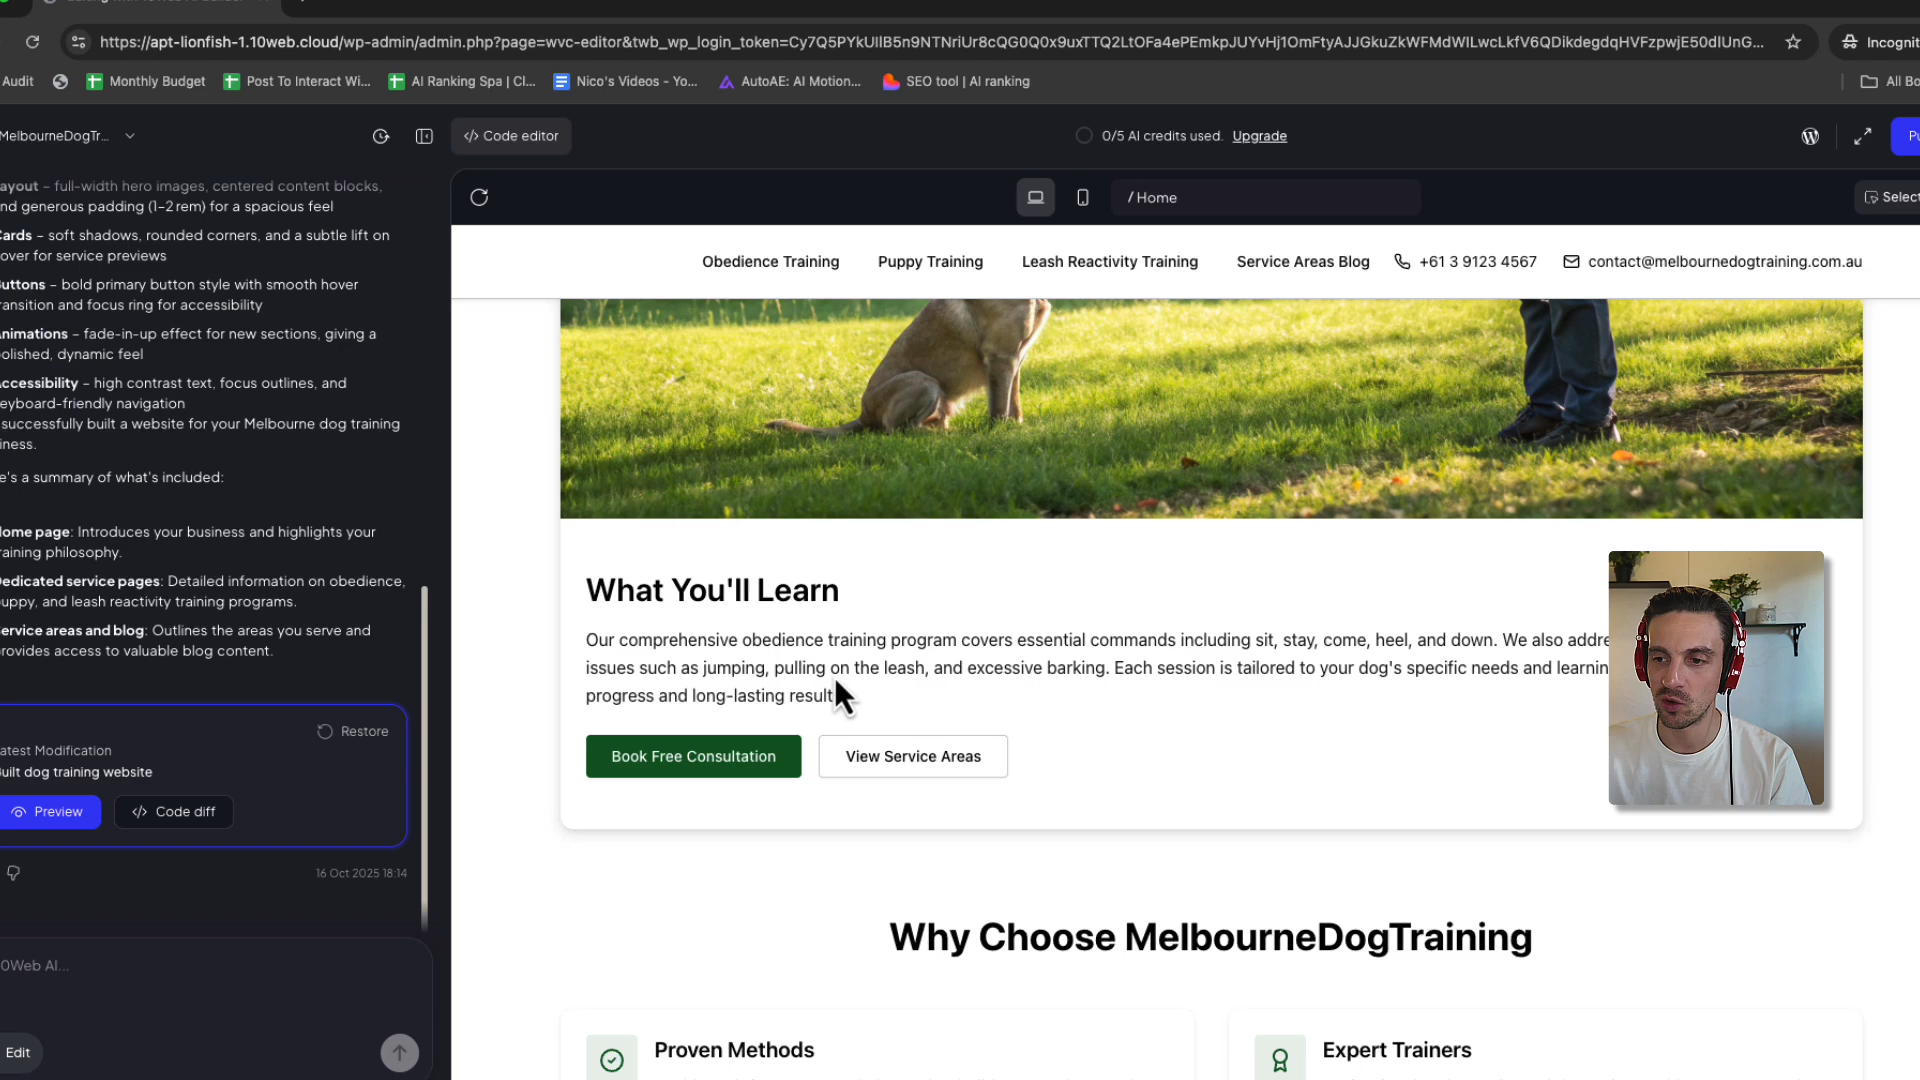 https://apt-lionfish-1.10web.cloud/wp-admin/admin.php?page=wvc-editor&twb_wp_login_token=Cy7Q5PYkUIlB5n9NTNriUr8cQG0Q0x9uxTTQ2LtOFa4ePEmkpJUYvHj1OmFtyAJJGkuZkWFMdWILwcLkfV6QDikdegdqHVFzpwjE50dIUnG...
Incognit
Audit
Monthly Budget
Post To Interact Wi...
AI Ranking Spa | Cl...
Nico's Videos - Yo...
AutoAE: AI Motion...
SEO tool | AI ranking
All Bo
MelbourneDogTr...
Code editor
0/5 AI credits used. Upgrade
Pu
/ Home
Select
ayout – full-width hero images, centered content blocks,
nd generous padding (1–2 rem) for a spacious feel
Cards – soft shadows, rounded corners, and a subtle lift on
over for service previews
uttons – bold primary button style with smooth hover
ransition and focus ring for accessibility
nimations – fade-in-up effect for new sections, giving a
olished, dynamic feel
ccessibility – high contrast text, focus outlines, and
eyboard-friendly navigation
successfully built a website for your Melbourne dog training
iness.
e's a summary of what's included:
ome page: Introduces your business and highlights your
raining philosophy.
edicated service pages: Detailed information on obedience,
uppy, and leash reactivity training programs.
ervice areas and blog: Outlines the areas you serve and
rovides access to valuable blog content.
Restore
atest Modification
uilt dog training website
Preview
Code diff
16 Oct 2025 18:14
0Web AI...
Edit
Obedience Training
Puppy Training
Leash Reactivity Training
Service Areas Blog
+61 3 9123 4567
contact@melbournedogtraining.com.au
What You'll Learn
Our comprehensive obedience training program covers essential commands including sit, stay, come, heel, and down. We also addre
issues such as jumping, pulling on the leash, and excessive barking. Each session is tailored to your dog's specific needs and learnin
progress and long-lasting result
Book Free Consultation
View Service Areas
Why Choose MelbourneDogTraining
Proven Methods
Expert Trainers